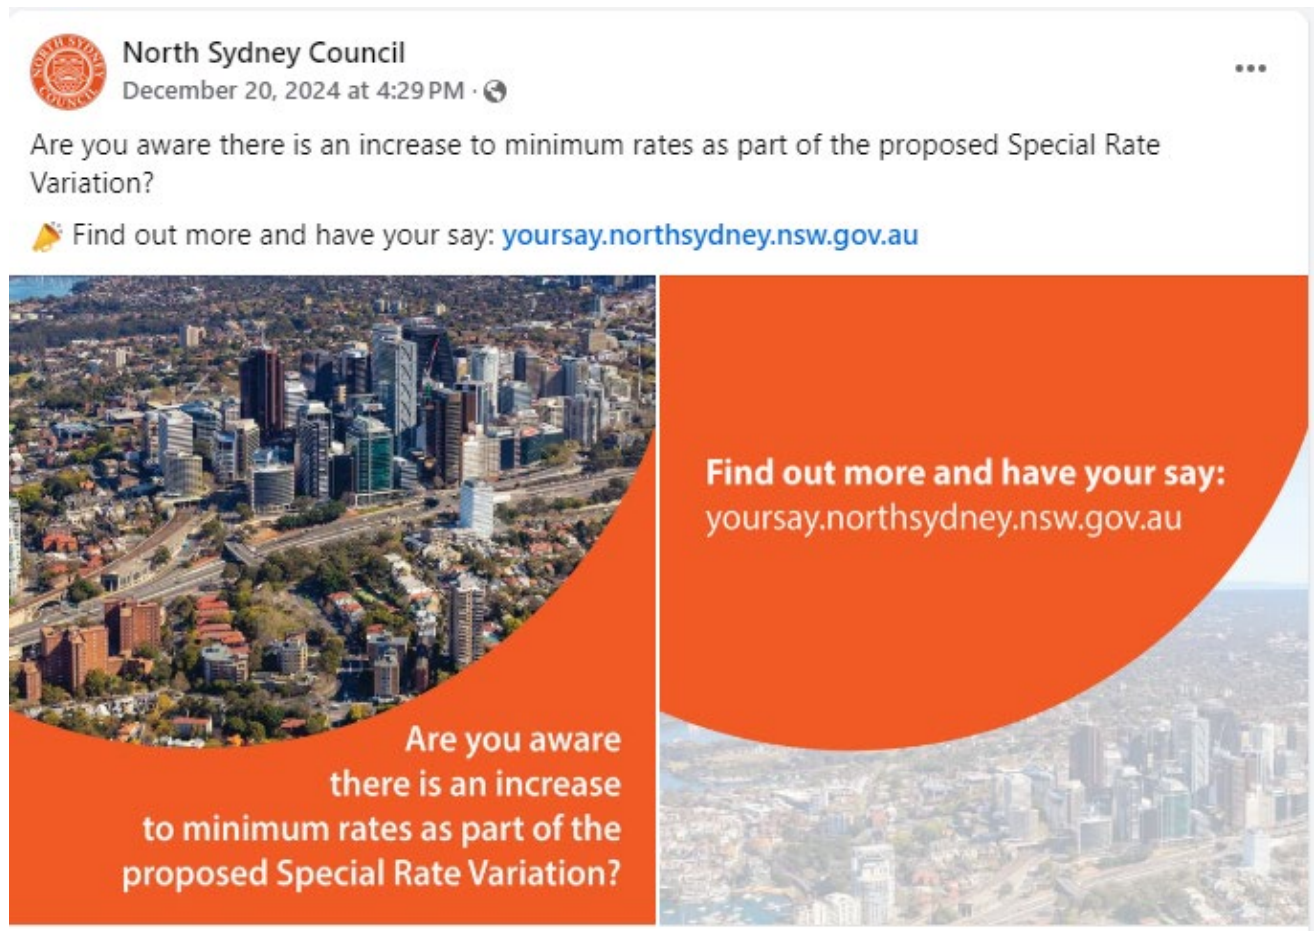 NORTH SYDNEY
COUNCIL
North Sydney Council
December 20, 2024 at 4:29 PM ·
Are you aware there is an increase to minimum rates as part of the proposed Special Rate
Variation?
Find out more and have your say: yoursay.northsydney.nsw.gov.au
Are you aware
there is an increase
to minimum rates as part of the
proposed Special Rate Variation?
Find out more and have your say:
yoursay.northsydney.nsw.gov.au